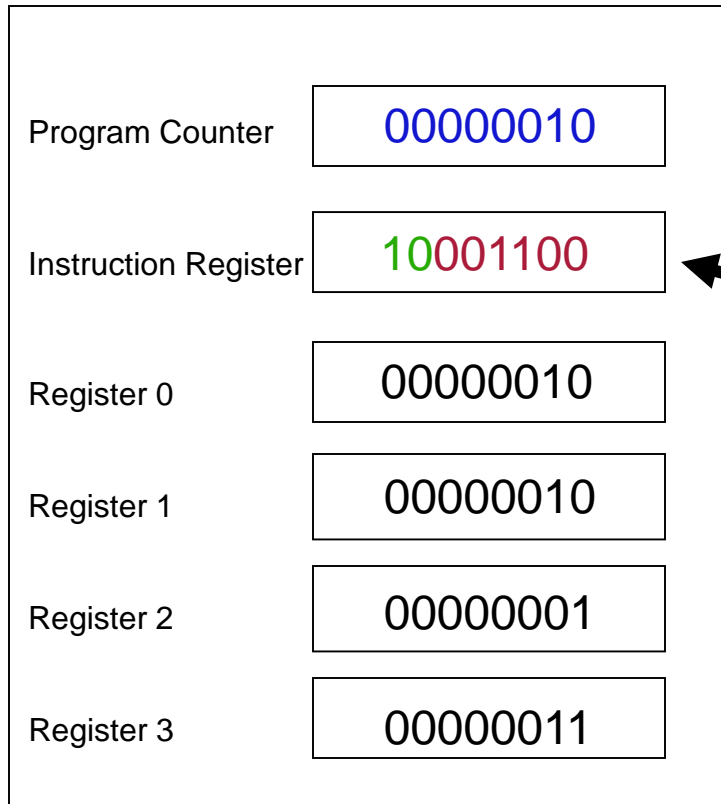 Program Counter 00000010
Instruction Register 10001100
Register 0 00000010
Register 1 00000010
Register 2 00000001
Register 3 00000011